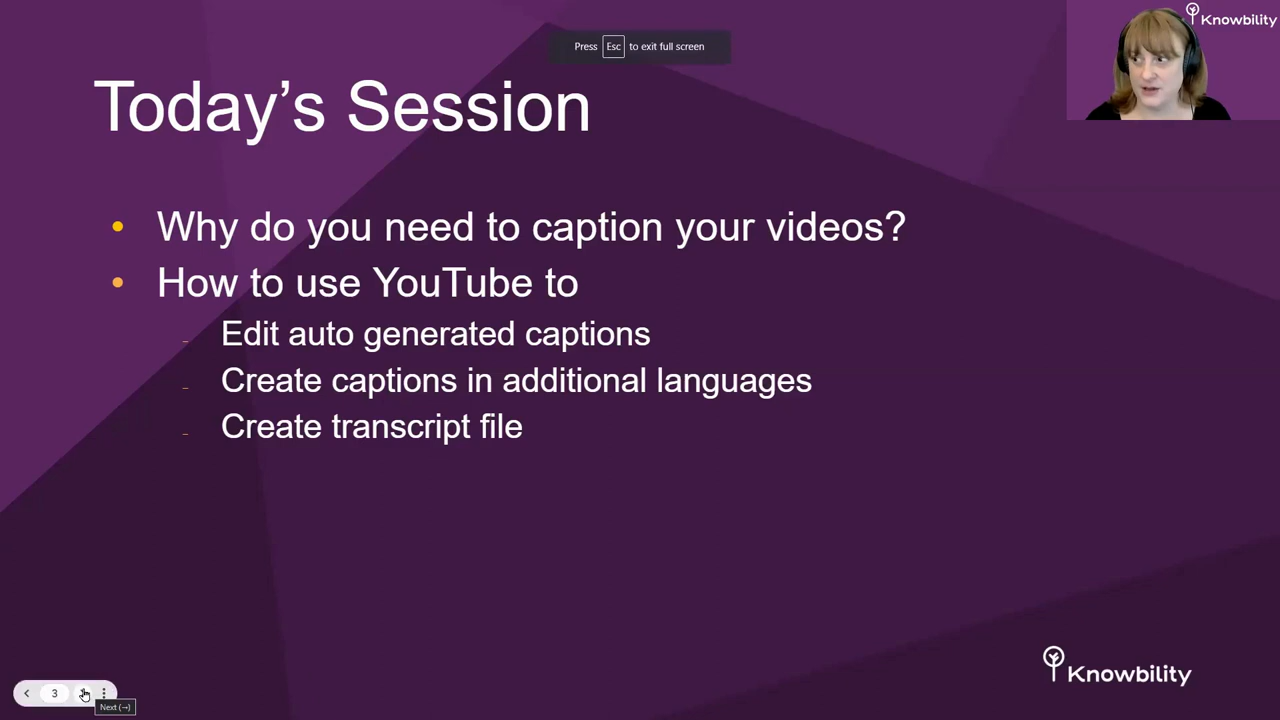 Knowbility
Press Esc to exit full screen
Today's Session
• Why do you need to caption your videos?
• How to use YouTube to
- Edit auto generated captions
- Create captions in additional languages
- Create transcript file
Knowbility
3
Next (→)